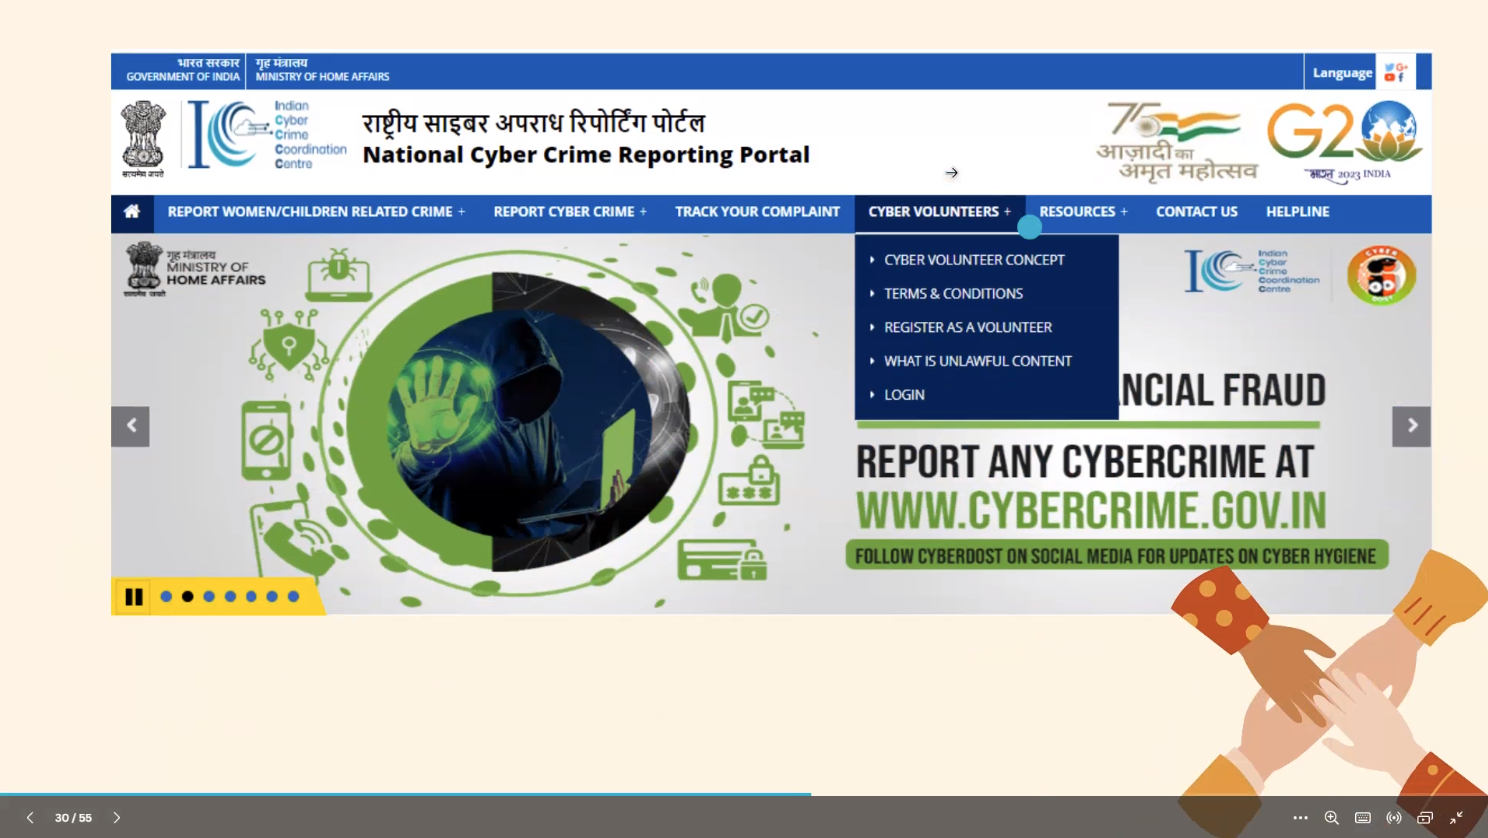 भारत सरकार
GOVERNMENT OF INDIA
गृह मंत्रालय
MINISTRY OF HOME AFFAIRS
Language
सत्यमेव जयते
Indian
Cyber
Crime
Coordination
Centre
राष्ट्रीय साइबर अपराध रिपोर्टिंग पोर्टल
National Cyber Crime Reporting Portal
75
आज़ादी का
अमृत महोत्सव
G20
भारत 2023 INDIA
REPORT WOMEN/CHILDREN RELATED CRIME +
REPORT CYBER CRIME +
TRACK YOUR COMPLAINT
CYBER VOLUNTEERS +
RESOURCES +
CONTACT US
HELPLINE
CYBER VOLUNTEER CONCEPT
TERMS & CONDITIONS
REGISTER AS A VOLUNTEER
WHAT IS UNLAWFUL CONTENT
LOGIN
गृह मंत्रालय
MINISTRY OF
HOME AFFAIRS
सत्यमेव जयते
Indian
Cyber
Crime
Coordination
Centre
NCIAL FRAUD
REPORT ANY CYBERCRIME AT
WWW.CYBERCRIME.GOV.IN
FOLLOW CYBERDOST ON SOCIAL MEDIA FOR UPDATES ON CYBER HYGIENE
30 / 55